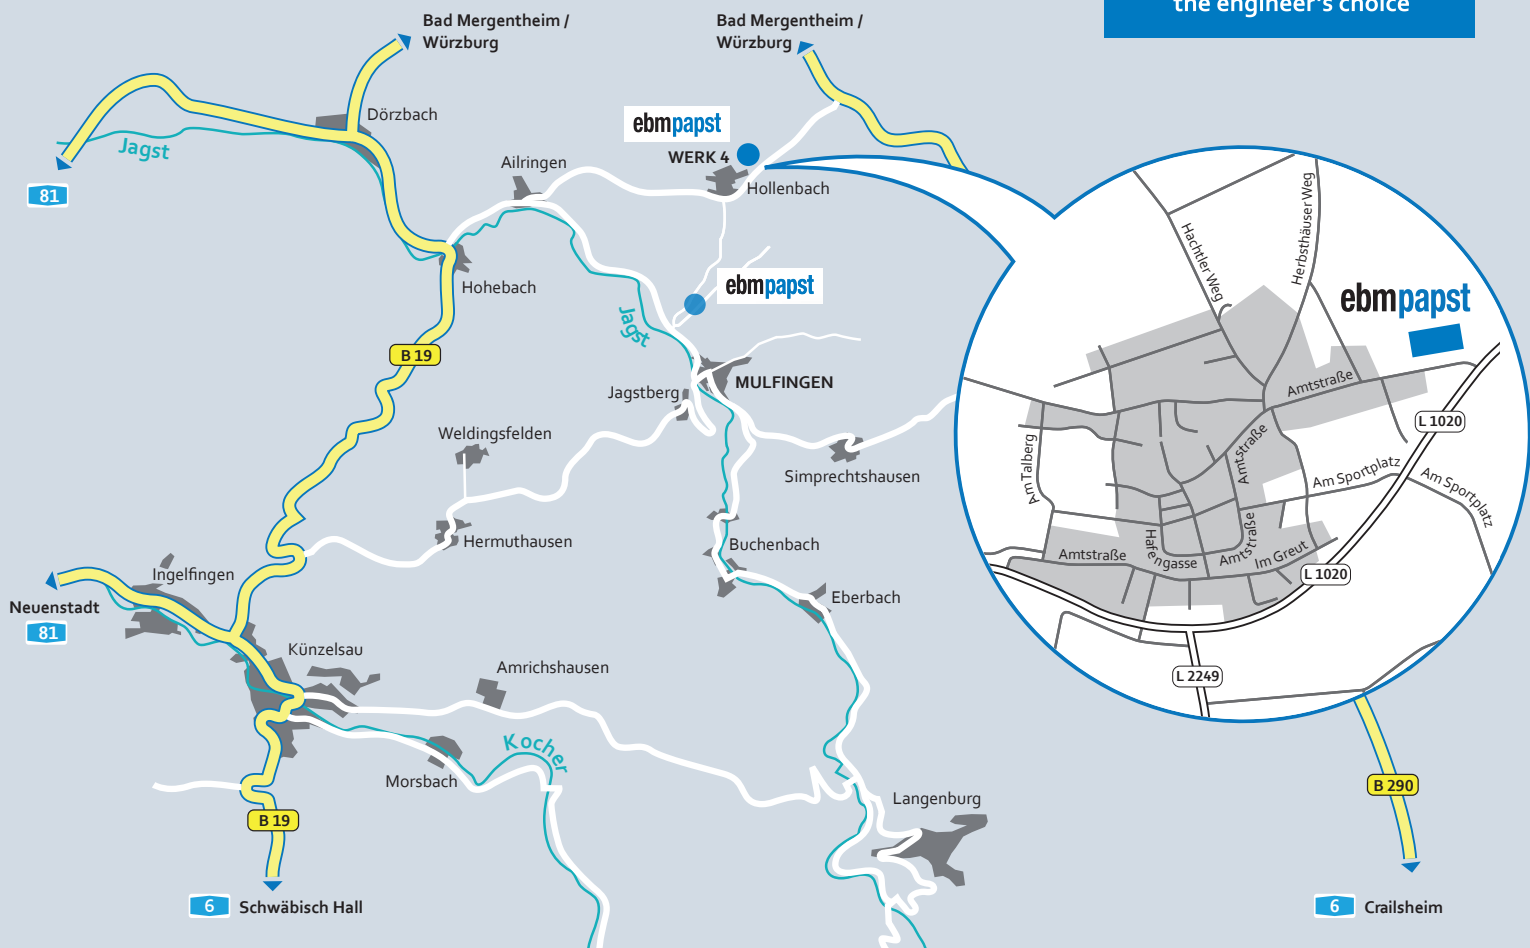 the engineer's choice
Bad Mergentheim /
Würzburg
Bad Mergentheim /
Würzburg
Dörzbach
Jagst
81
ebmpapst
WERK 4
Ailringen
Hollenbach
Hohebach
ebmpapst
Jagst
B 19
MULFINGEN
Jagstberg
Weldingsfelden
Simprechtshausen
Hermuthausen
Buchenbach
Ingelfingen
Neuenstadt
81
Eberbach
Künzelsau
Amrichshausen
Kocher
Morsbach
Langenburg
B 19
6
Schwäbisch Hall
B 290
6
Crailsheim
Hachtler Weg
Herbsthäuser Weg
ebmpapst
Amtstraße
L 1020
Am Talberg
Amtstraße
Am Sportplatz
Am Sportplatz
Amtstraße
Hafengasse
Amtstraße
Im Greut
L 1020
L 2249